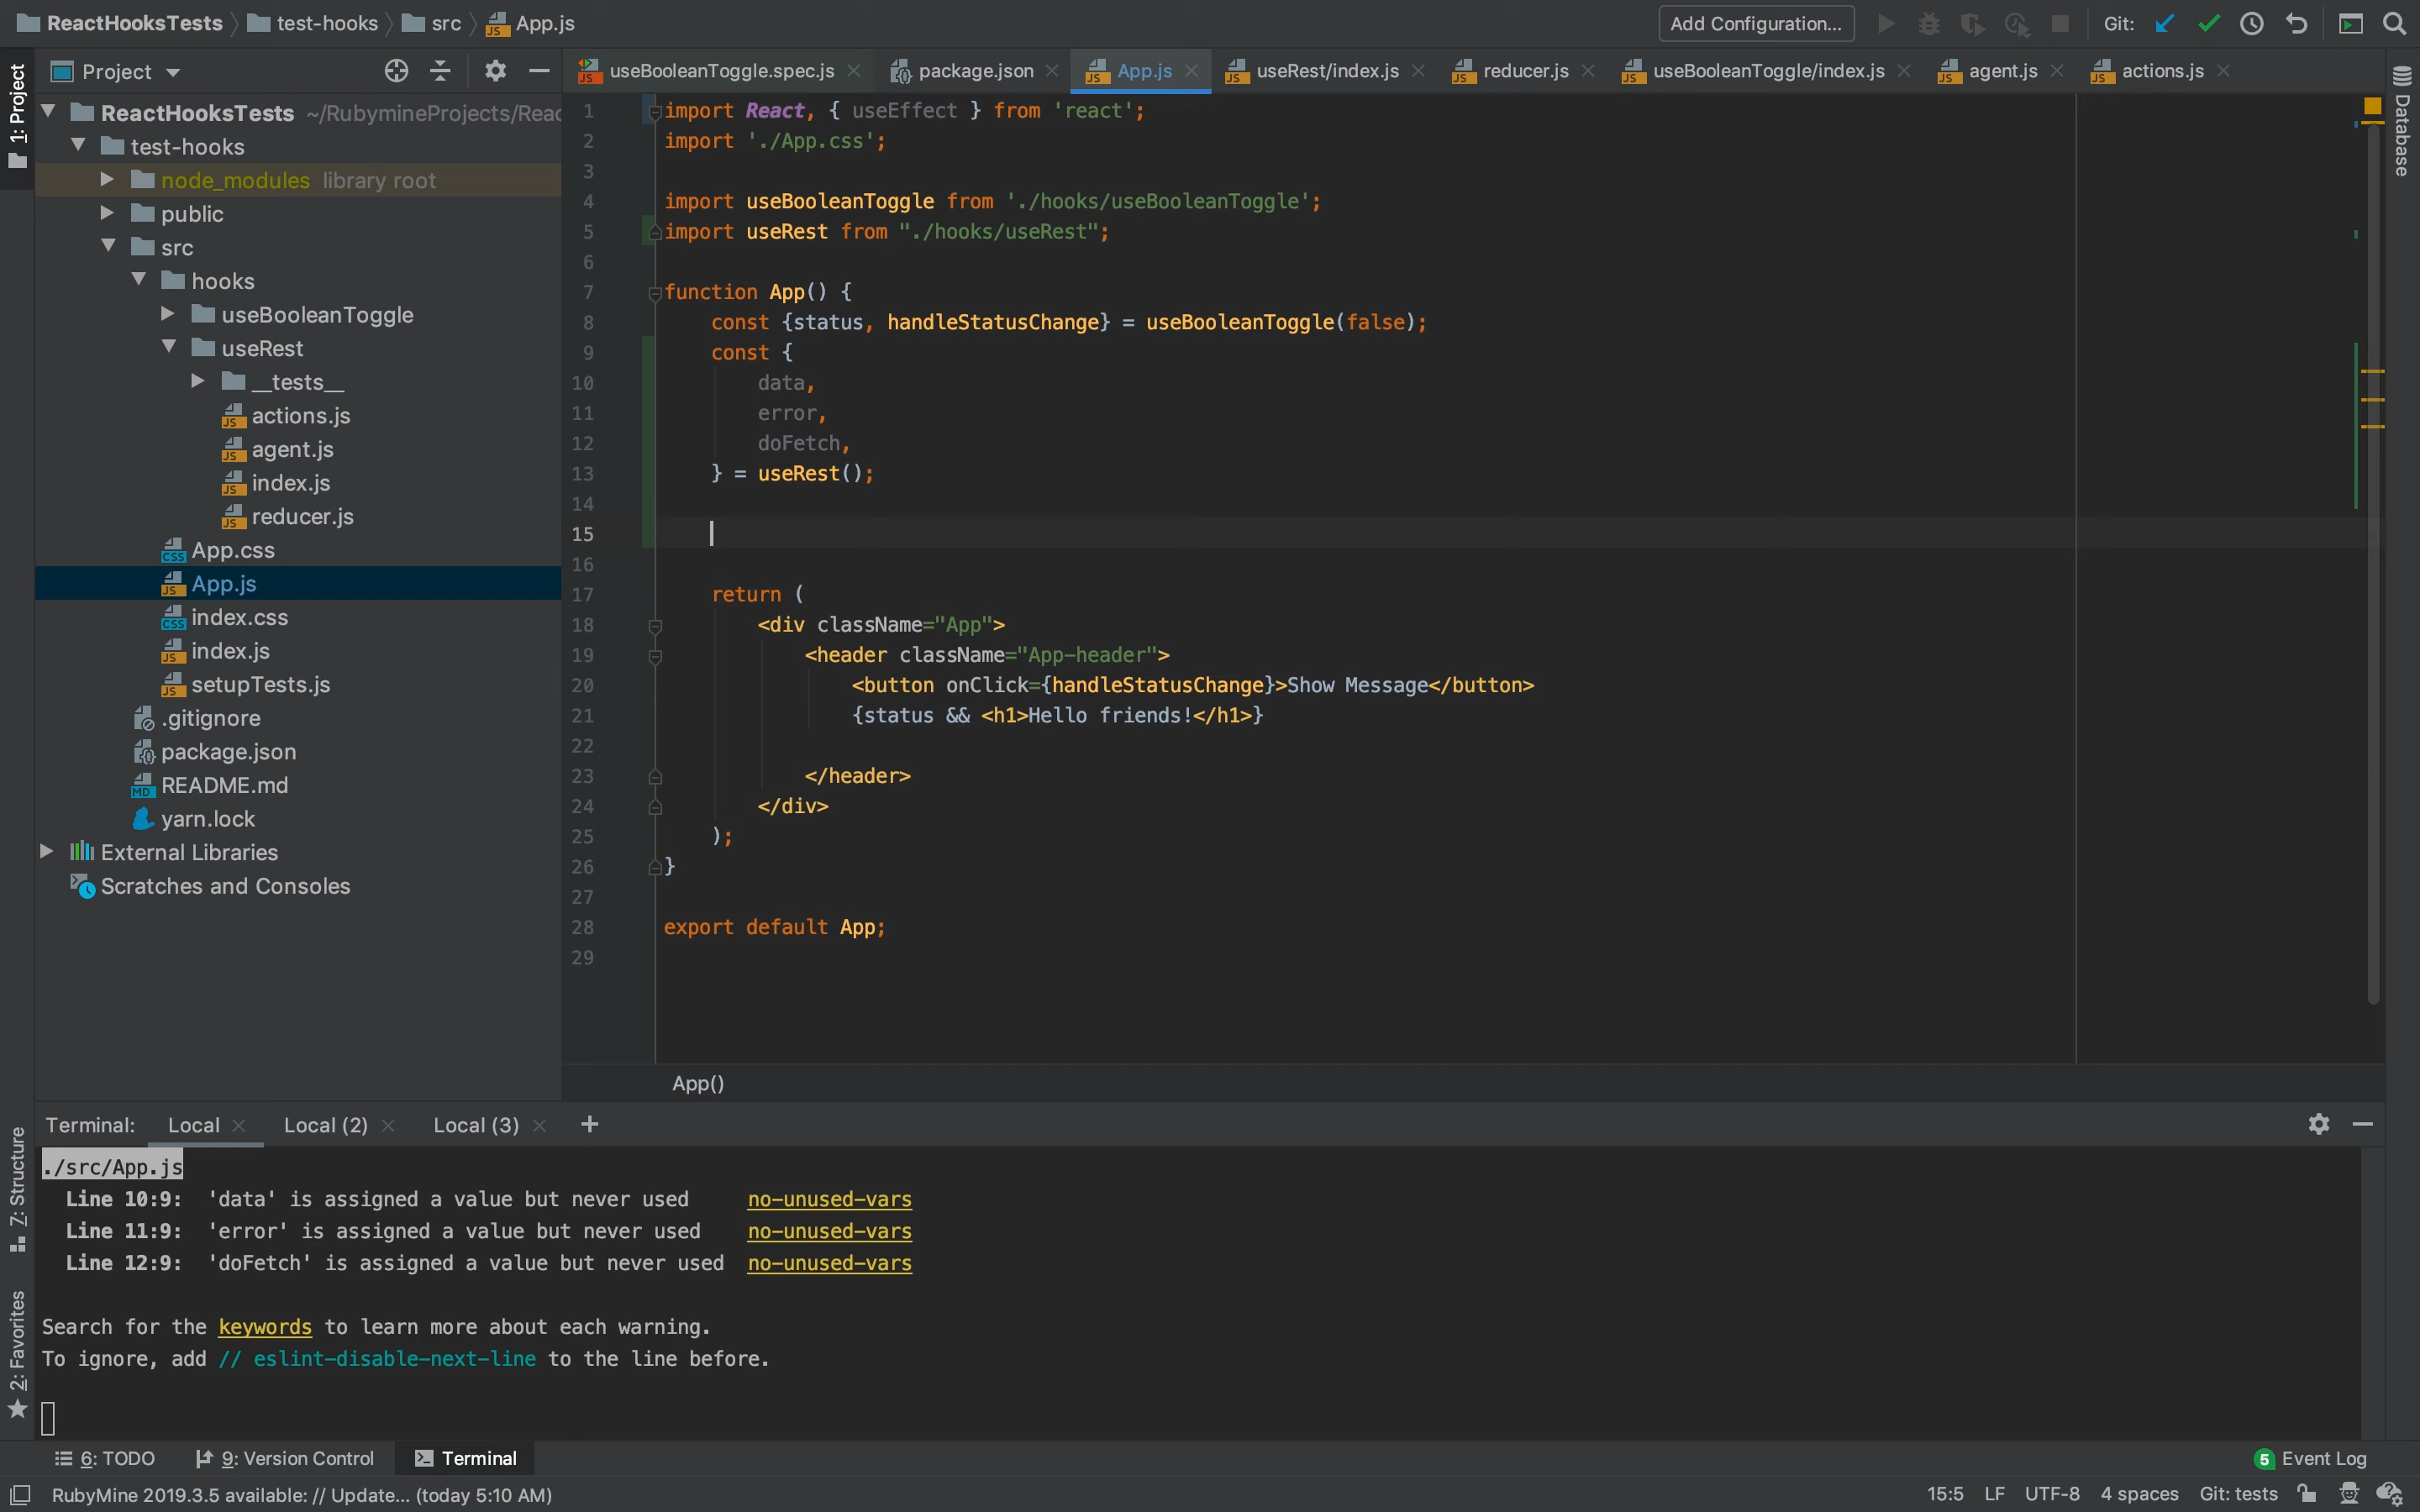 ReactHooksTests test-hooks src App.js Add Configuration... Git:
1: Project
Project
useBooleanToggle.spec.js package.json App.js useRest/index.js reducer.js useBooleanToggle/index.js agent.js actions.js
Database
ReactHooksTests ~/RubymineProjects/Reac
test-hooks
node_modules library root
public
src
hooks
useBooleanToggle
useRest
__tests__
actions.js
agent.js
index.js
reducer.js
App.css
App.js
index.css
index.js
setupTests.js
.gitignore
package.json
README.md
yarn.lock
External Libraries
Scratches and Consoles
1 import React, { useEffect } from 'react';
2 import './App.css';
3
4 import useBooleanToggle from './hooks/useBooleanToggle';
5 import useRest from "./hooks/useRest";
6
7 function App() {
8 const {status, handleStatusChange} = useBooleanToggle(false);
9 const {
10 data,
11 error,
12 doFetch,
13 } = useRest();
14
15
16
17 return (
18 <div className="App">
19 <header className="App-header">
20 <button onClick={handleStatusChange}>Show Message</button>
21 {status && <h1>Hello friends!</h1>}
22
23 </header>
24 </div>
25 );
26 }
27
28 export default App;
29
App()
Terminal: Local Local (2) Local (3) +
./src/App.js
Line 10:9: 'data' is assigned a value but never used no-unused-vars
Line 11:9: 'error' is assigned a value but never used no-unused-vars
Line 12:9: 'doFetch' is assigned a value but never used no-unused-vars
Search for the keywords to learn more about each warning.
To ignore, add // eslint-disable-next-line to the line before.
7: Structure
2: Favorites
6: TODO 9: Version Control Terminal 5 Event Log
RubyMine 2019.3.5 available: // Update... (today 5:10 AM) 15:5 LF UTF-8 4 spaces Git: tests